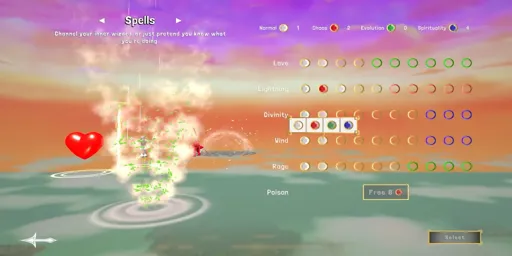 Spells
Channel your inner wizard or just pretend you know what
you're doing
Normal 1 Chaos 2 Evolution 0 Spirituality 4
Love
Lightning
Divinity
Wind
Rage
Poison
Free 8